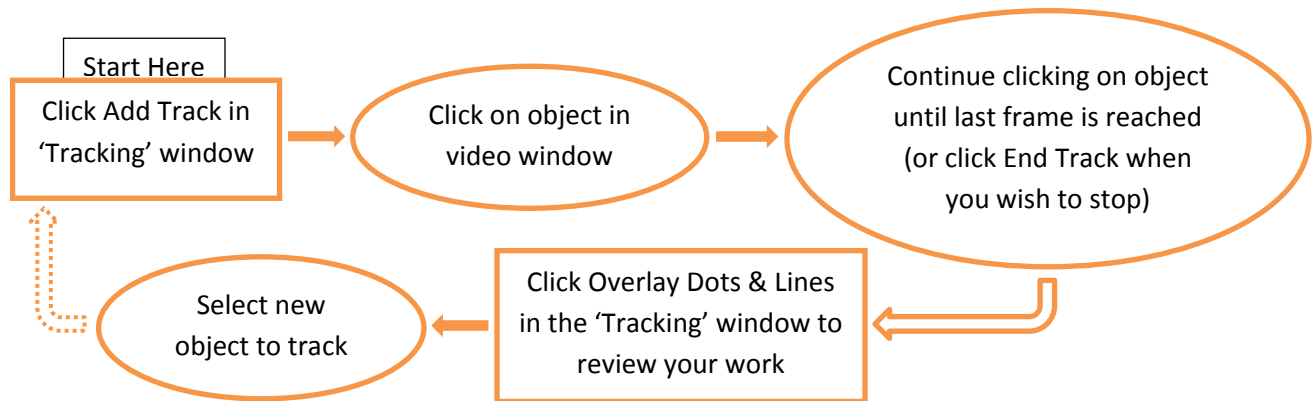 Start Here
Click Add Track in
‘Tracking’ window
Click on object in
video window
Continue clicking on object
until last frame is reached
(or click End Track when
you wish to stop)
Click Overlay Dots & Lines
in the ‘Tracking’ window to
review your work
Select new
object to track